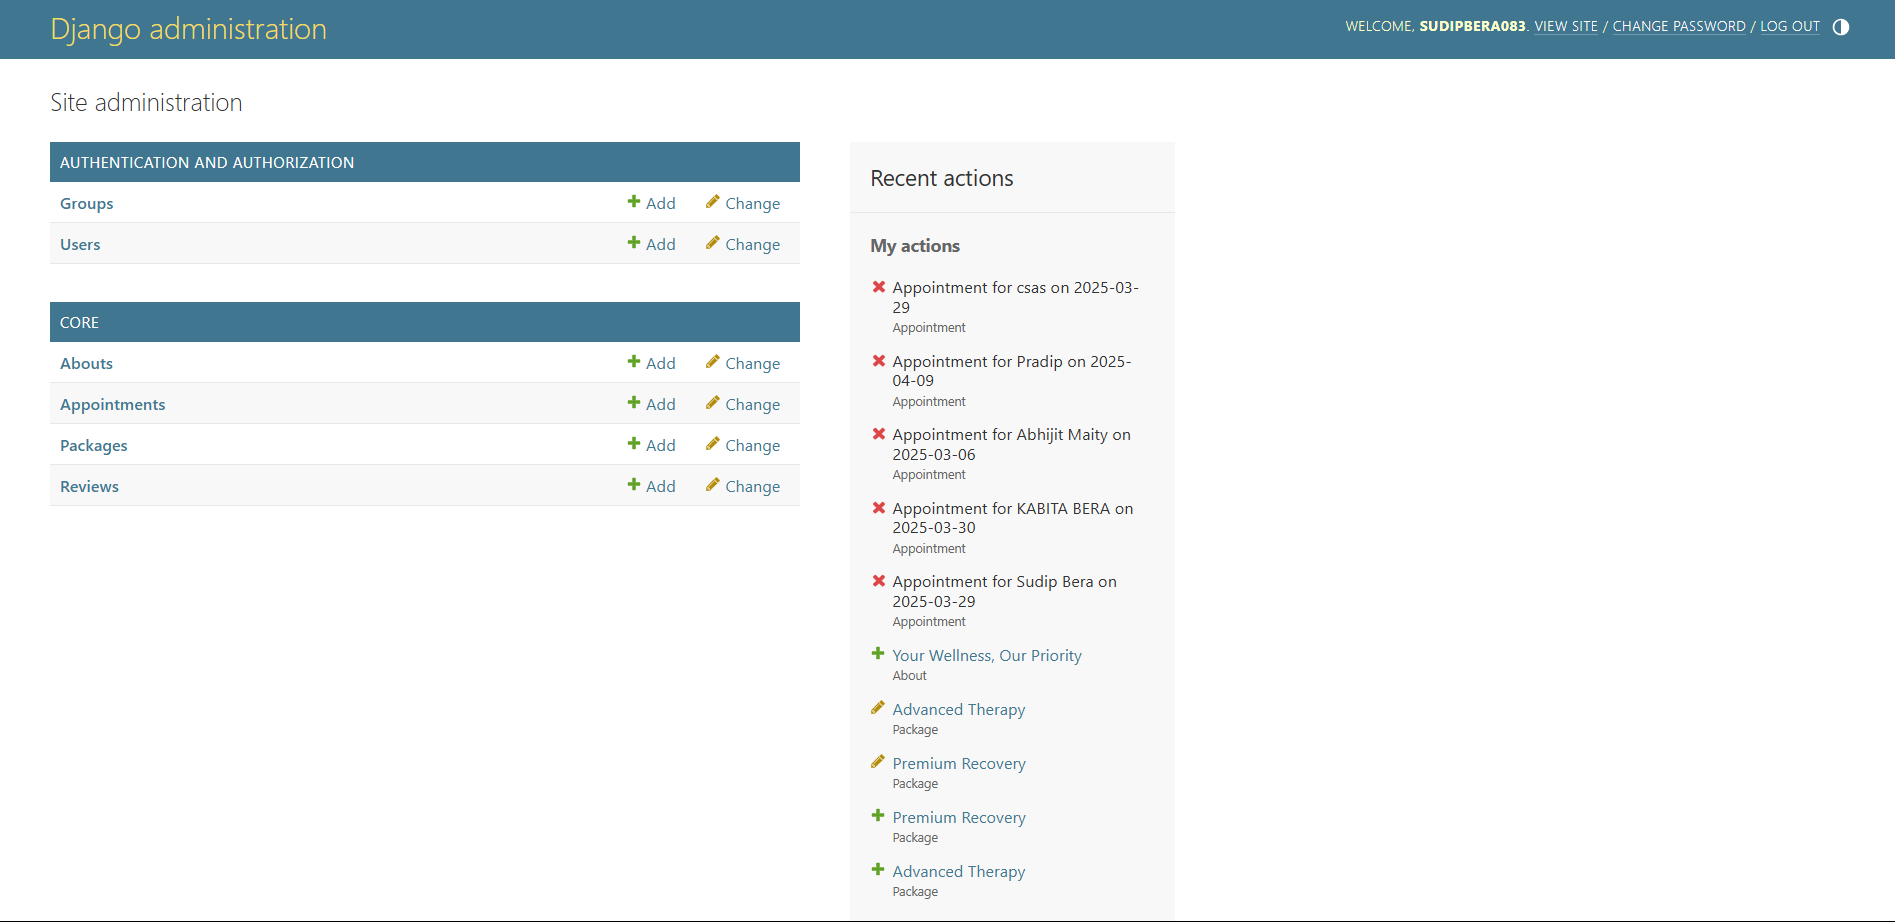 Django administration
WELCOME, SUDIPBERA083. VIEW SITE / CHANGE PASSWORD / LOG OUT
Site administration
AUTHENTICATION AND AUTHORIZATION
Groups Add Change
Users Add Change
CORE
Abouts Add Change
Appointments Add Change
Packages Add Change
Reviews Add Change
Recent actions
My actions
Appointment for csas on 2025-03-
29
Appointment
Appointment for Pradip on 2025-
04-09
Appointment
Appointment for Abhijit Maity on
2025-03-06
Appointment
Appointment for KABITA BERA on
2025-03-30
Appointment
Appointment for Sudip Bera on
2025-03-29
Appointment
Your Wellness, Our Priority
About
Advanced Therapy
Package
Premium Recovery
Package
Premium Recovery
Package
Advanced Therapy
Package